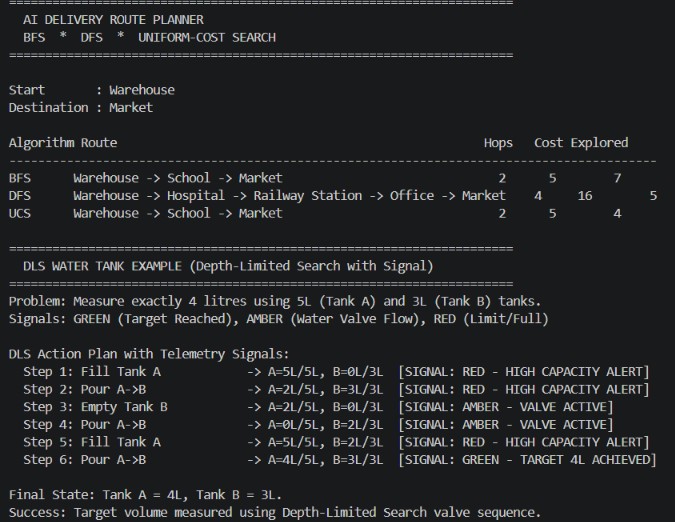 ======================================================================
AI DELIVERY ROUTE PLANNER
BFS * DFS * UNIFORM-COST SEARCH
======================================================================
Start : Warehouse
Destination : Market
Algorithm Route Hops Cost Explored
------------------------------------------------------------------------------------------
BFS Warehouse -> School -> Market 2 5 7
DFS Warehouse -> Hospital -> Railway Station -> Office -> Market 4 16 5
UCS Warehouse -> School -> Market 2 5 4
======================================================================
DLS WATER TANK EXAMPLE (Depth-Limited Search with Signal)
======================================================================
Problem: Measure exactly 4 litres using 5L (Tank A) and 3L (Tank B) tanks.
Signals: GREEN (Target Reached), AMBER (Water Valve Flow), RED (Limit/Full)
DLS Action Plan with Telemetry Signals:
Step 1: Fill Tank A -> A=5L/5L, B=0L/3L [SIGNAL: RED - HIGH CAPACITY ALERT]
Step 2: Pour A->B -> A=2L/5L, B=3L/3L [SIGNAL: RED - HIGH CAPACITY ALERT]
Step 3: Empty Tank B -> A=2L/5L, B=0L/3L [SIGNAL: AMBER - VALVE ACTIVE]
Step 4: Pour A->B -> A=0L/5L, B=2L/3L [SIGNAL: AMBER - VALVE ACTIVE]
Step 5: Fill Tank A -> A=5L/5L, B=2L/3L [SIGNAL: RED - HIGH CAPACITY ALERT]
Step 6: Pour A->B -> A=4L/5L, B=3L/3L [SIGNAL: GREEN - TARGET 4L ACHIEVED]
Final State: Tank A = 4L, Tank B = 3L.
Success: Target volume measured using Depth-Limited Search valve sequence.